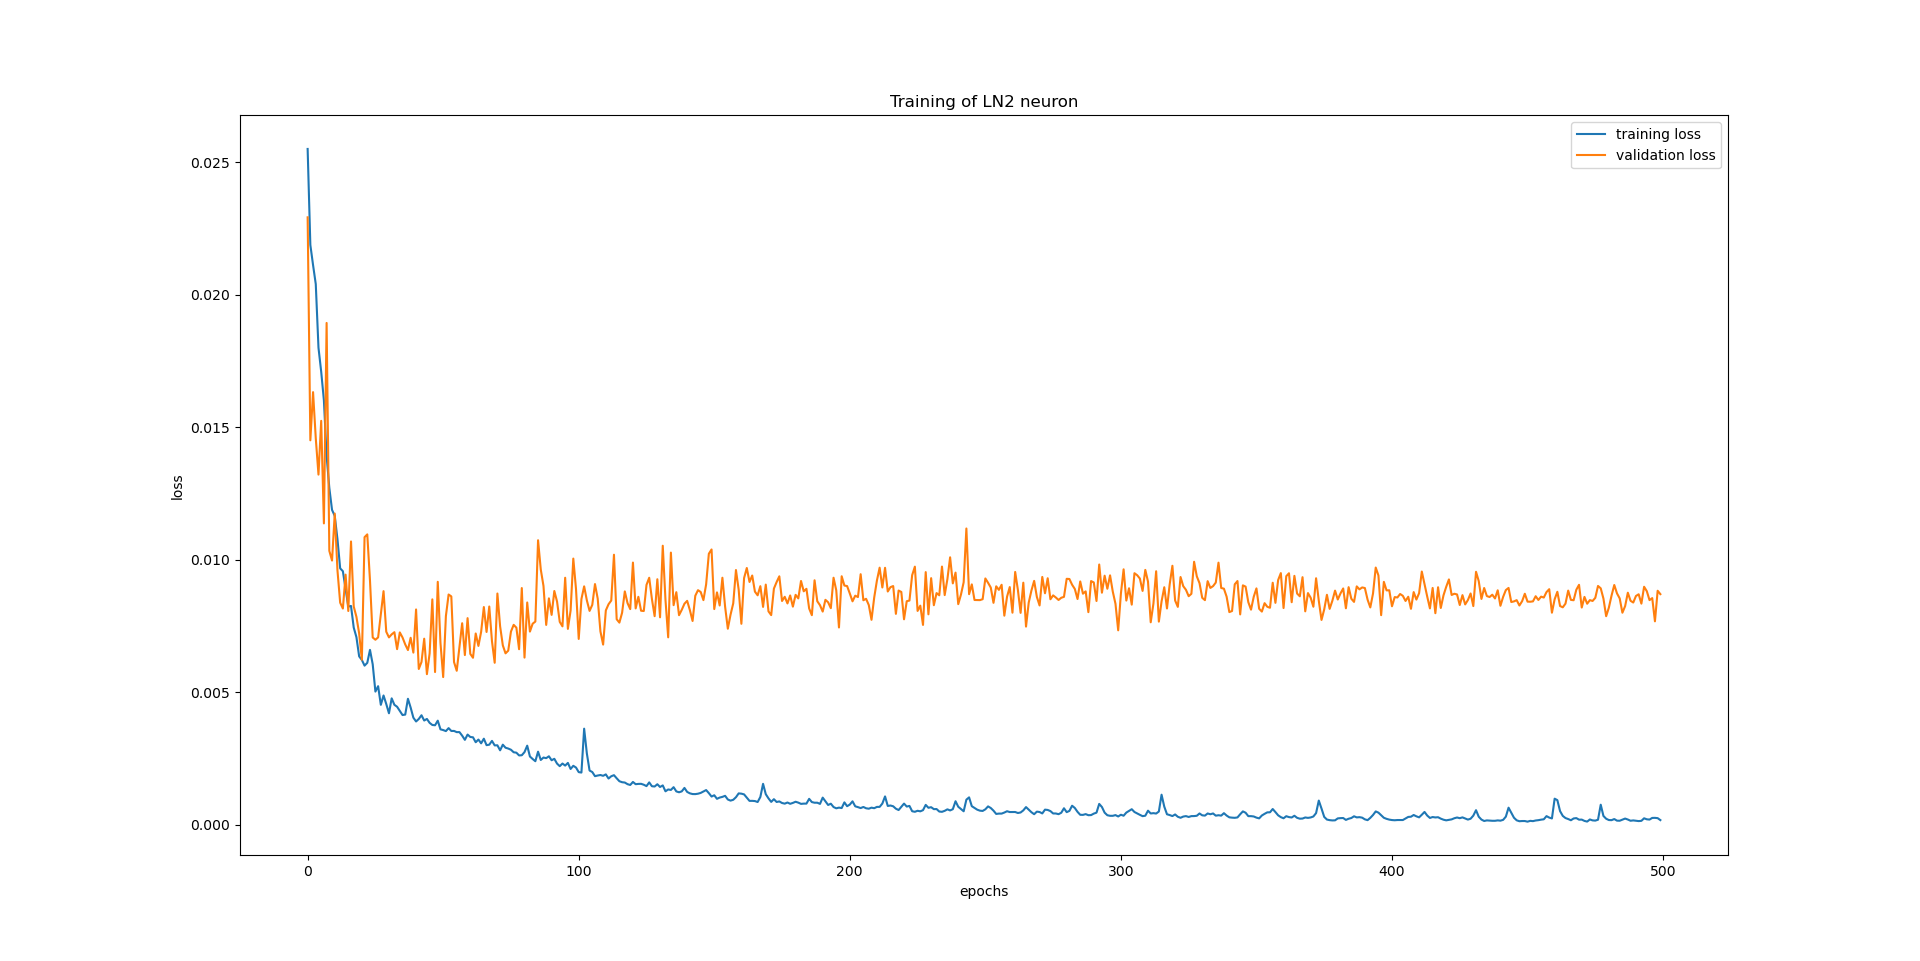 Training of LN2 neuron
training loss
validation loss
0.025
0.020
0.015
0.010
0.005
0.000
loss
0 100 200 300 400 500
epochs